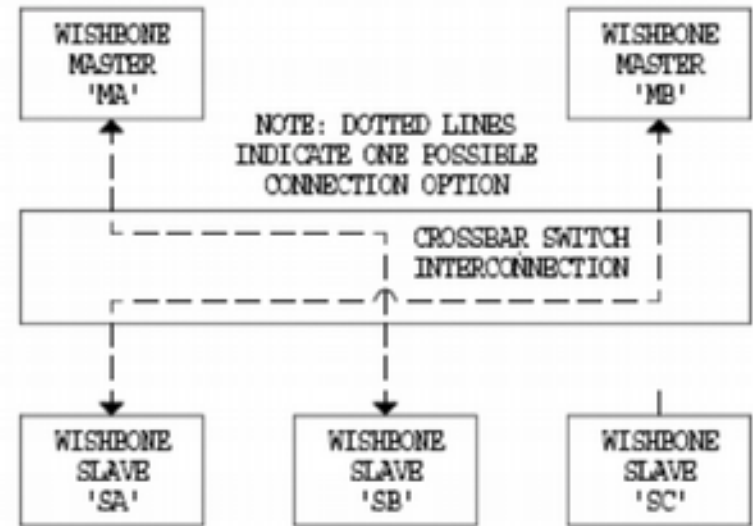 WISHBONE
MASTER
'MA'
WISHBONE
MASTER
'MB'
NOTE: DOTTED LINES
INDICATE ONE POSSIBLE
CONNECTION OPTION
CROSSBAR SWITCH
INTERCONNECTION
WISHBONE
SLAVE
'SA'
WISHBONE
SLAVE
'SB'
WISHBONE
SLAVE
'SC'